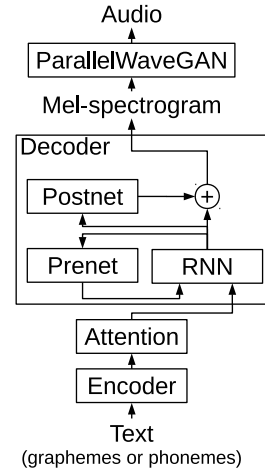 Audio
ParallelWaveGAN
Mel-spectrogram
Decoder
Postnet
+
Prenet
RNN
Attention
Encoder
Text
(graphemes or phonemes)